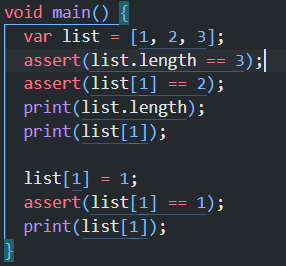 void main() {
  var list = [1, 2, 3];
  assert(list.length == 3);
  assert(list[1] == 2);
  print(list.length);
  print(list[1]);

  list[1] = 1;
  assert(list[1] == 1);
  print(list[1]);
}